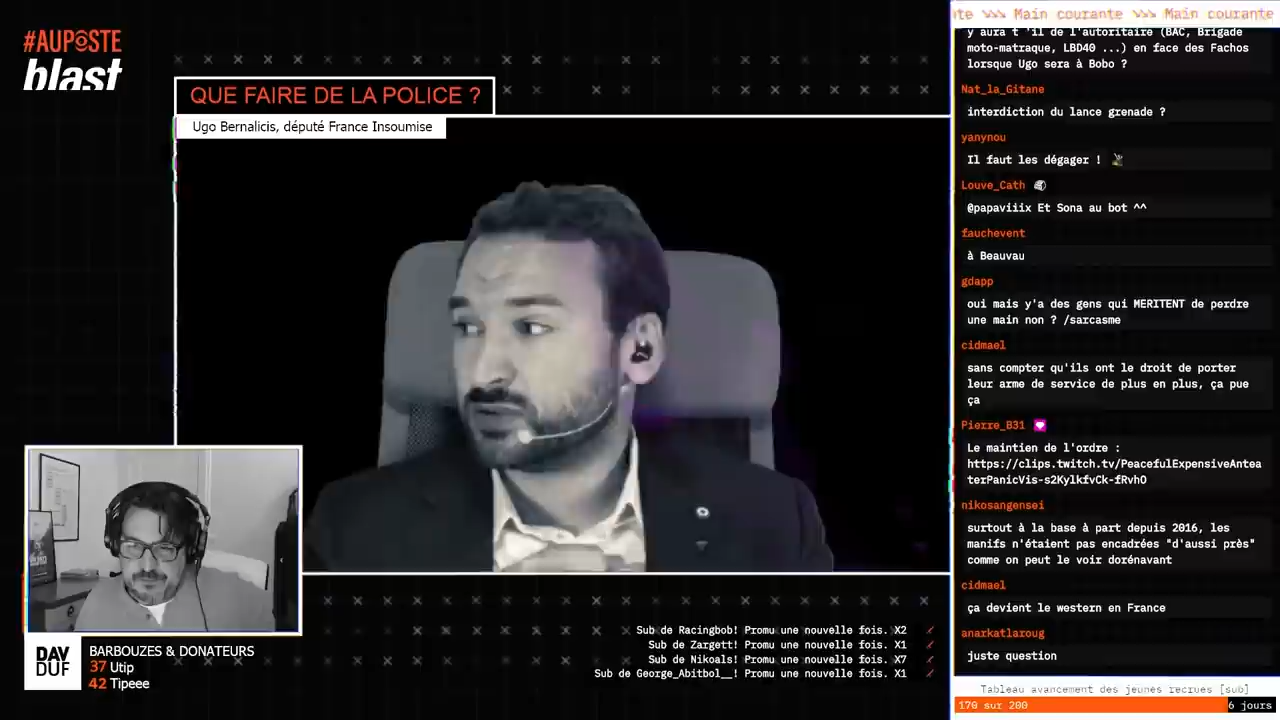 #AUPOSTE
blast
QUE FAIRE DE LA POLICE ?
Ugo Bernalicis, député France Insoumise
DAV
DUF
BARBOUZES & DONATEURS
37 Utip
42 Tipeee
Sub de Racingbob! Promu une nouvelle fois. X2
Sub de Zargett! Promu une nouvelle fois. X1
Sub de Nikoals! Promu une nouvelle fois. X7
Sub de George_Abitbol__! Promu une nouvelle fois. X1
te >>> Main courante >>> Main courante
y aura t 'il de l'autoritaire (BAC, Brigade
moto-matraque, LBD40 ...) en face des Fachos
lorsque Ugo sera à Bobo ?
Nat_la_Gitane
interdiction du lance grenade ?
yanynou
Il faut les dégager !
Louve_Cath
@papaviiix Et Sona au bot ^^
fauchevent
à Beauvau
gdapp
oui mais y'a des gens qui MERITENT de perdre
une main non ? /sarcasme
cidmael
sans compter qu'ils ont le droit de porter
leur arme de service de plus en plus, ça pue
ça
Pierre_B31
Le maintien de l'ordre :
https://clips.twitch.tv/PeacefulExpensiveAntea
terPanicVis-s2KylkfvCk-fRvhO
nikosangensei
surtout à la base à part depuis 2016, les
manifs n'étaient pas encadrées "d'aussi près"
comme on peut le voir dorénavant
cidmael
ça devient le western en France
anarkatlaroug
juste question
Tableau avancement des jeunes recrues [sub]
170 sur 200
6 jours